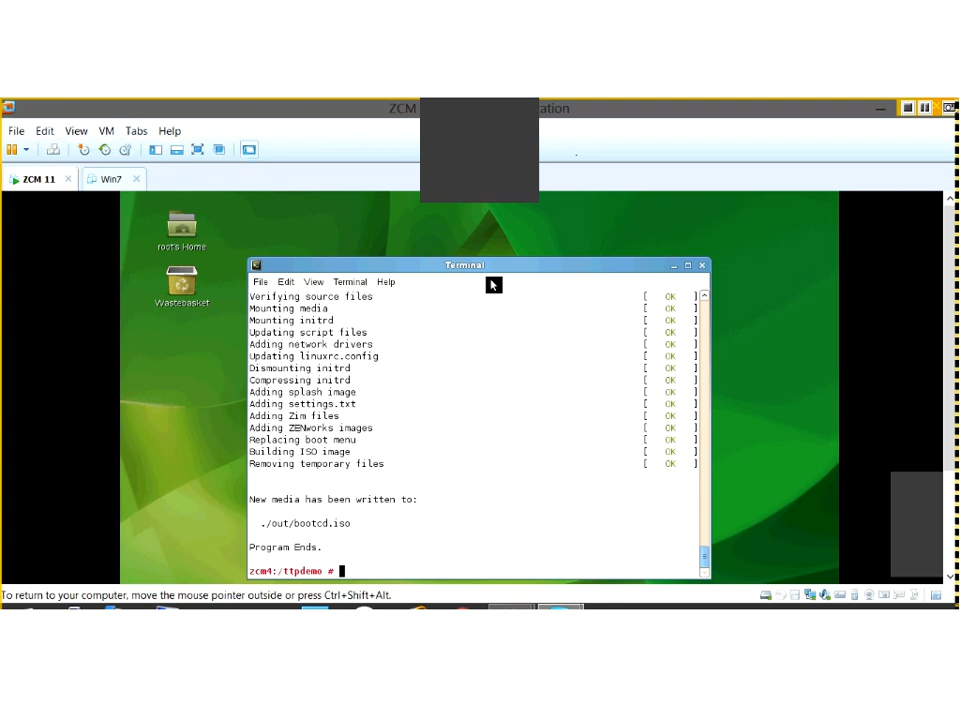 ZCM ation
File Edit View VM Tabs Help
ZCM 11 × Win7 ×
root's Home
Wastebasket
Terminal
File Edit View Terminal Help
Verifying source files [ OK ]
Mounting media [ OK ]
Mounting initrd [ OK ]
Updating script files [ OK ]
Adding network drivers [ OK ]
Updating linuxrc.config [ OK ]
Dismounting initrd [ OK ]
Compressing initrd [ OK ]
Adding splash image [ OK ]
Adding settings.txt [ OK ]
Adding Zim files [ OK ]
Adding ZENworks images [ OK ]
Replacing boot menu [ OK ]
Building ISO image [ OK ]
Removing temporary files [ OK ]
New media has been written to:
./out/bootcd.iso
Program Ends.
zcm4:/ttpdemo #
To return to your computer, move the mouse pointer outside or press Ctrl+Shift+Alt.